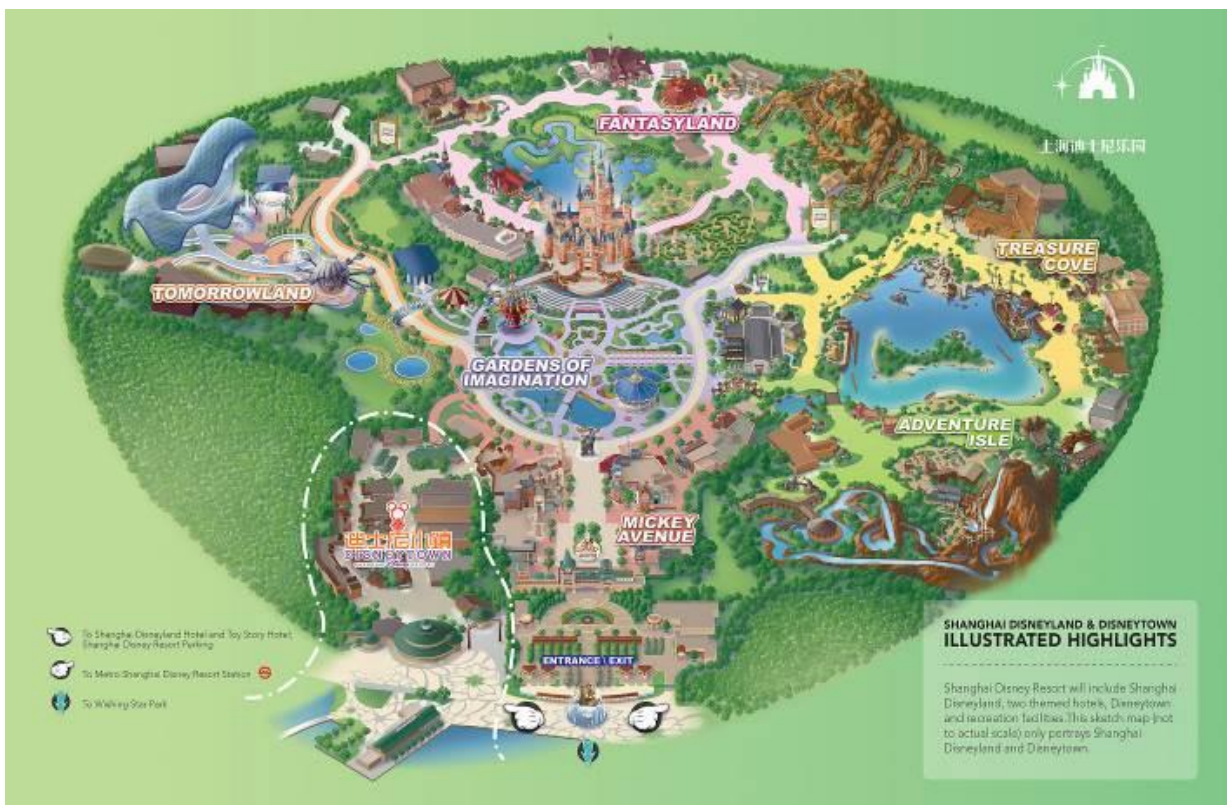 上海迪士尼乐园
FANTASYLAND
TREASURE
COVE
TOMORROWLAND
GARDENS OF
IMAGINATION
ADVENTURE
ISLE
MICKEY
AVENUE
迪士尼小镇
DISNEYTOWN
ENTRANCE \ EXIT
To Shanghai Disneyland Hotel and Toy Story Hotel,
Shanghai Disney Resort Parking
To Metro Shanghai Disney Resort Station
To Wishing Star Park
SHANGHAI DISNEYLAND & DISNEYTOWN
ILLUSTRATED HIGHLIGHTS
Shanghai Disney Resort will include Shanghai
Disneyland, two themed hotels, Disneytown
and recreation facilities. This sketch map (not
to actual scale) only portrays Shanghai
Disneyland and Disneytown.